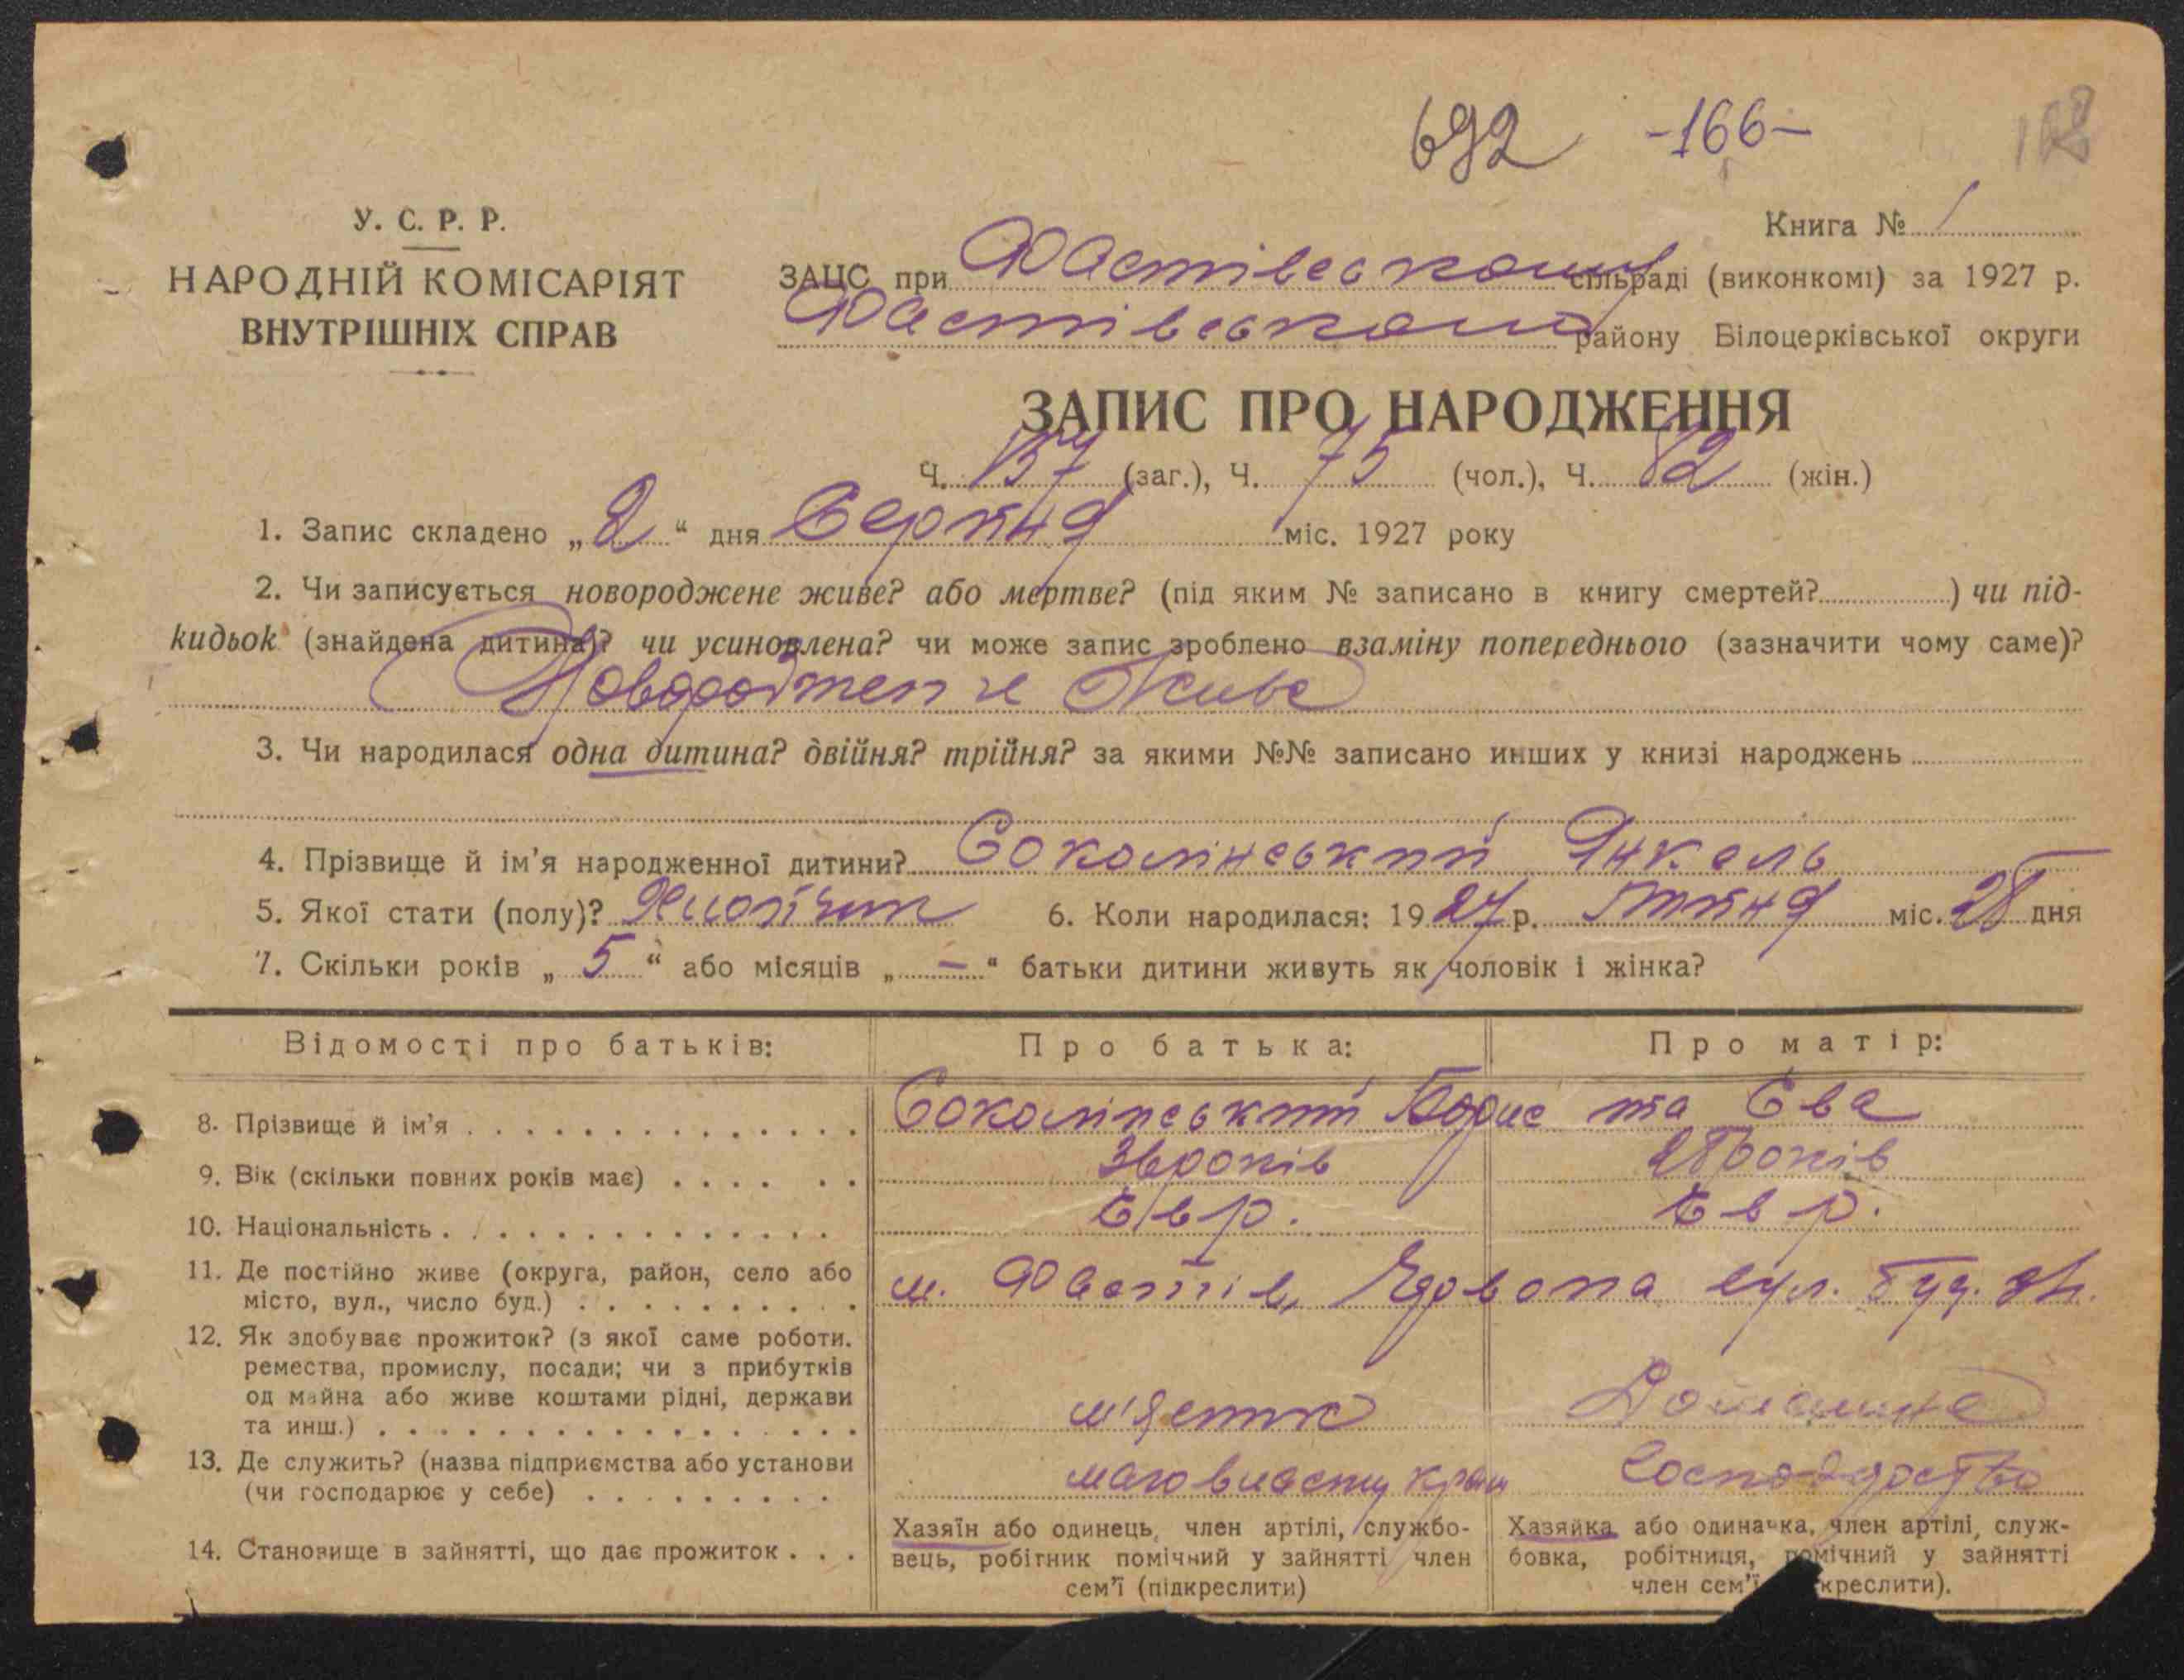 692 -166-
У. С. Р. Р.
НАРОДНІЙ КОМІСАРІЯТ
ВНУТРІШНІХ СПРАВ
Книга № 1
ЗАЦС при Фастівському сільраді (виконкомі) за 1927 р.
Фастівського району Білоцерківської округи
ЗАПИС ПРО НАРОДЖЕННЯ
Ч. 157 (заг.), Ч. 75 (чол.), Ч. 82 (жін.)
1. Запис складено „2“ дня Серпня міс. 1927 року
2. Чи записується новороджене живе? або мертве? (під яким № записано в книгу смертей?) чи під-
кидьок (знайдена дитина)? чи усиновлена? чи може запис зроблено взаміну попереднього (зазначити чому саме)?
Новородженне Живе
3. Чи народилася одна дитина? двійня? трійня? за якими №№ записано инших у книзі народжень
4. Прізвище й ім'я народженної дитини? Соколінський Янкель
5. Якої стати (полу)? Хлопчик 6. Коли народилася: 1927 р. Липня міс. 28 дня
7. Скільки років „5“ або місяців „—“ батьки дитини живуть як чоловік і жінка?
Відомості про батьків: Про батька: Про матір:
8. Прізвище й ім'я Соколінський Борис та Єва
9. Вік (скільки повних років має) 36 років 28 років
10. Національність Євр. Євр.
11. Де постійно живе (округа, район, село або
місто, вул., число буд.) м. Фастів, вул. буд.
12. Як здобуває прожиток? (з якої саме роботи.
ремества, промислу, посади; чи з прибутків
од майна або живе коштами рідні, держави
та инш.) м'ясник Домашнє
13. Де служить? (назва підприємства або установи
(чи господарює у себе) маю власну крам Господарство
14. Становище в зайнятті, що дає прожиток
Хазяїн або одинець, член артілі, службо-
вець, робітник помічний у зайнятті член
сем'ї (підкреслити)
Хазяйка або одиначка, член артілі, служ-
бовка, робітниця, помічний у зайнятті
член сем'ї креслити).